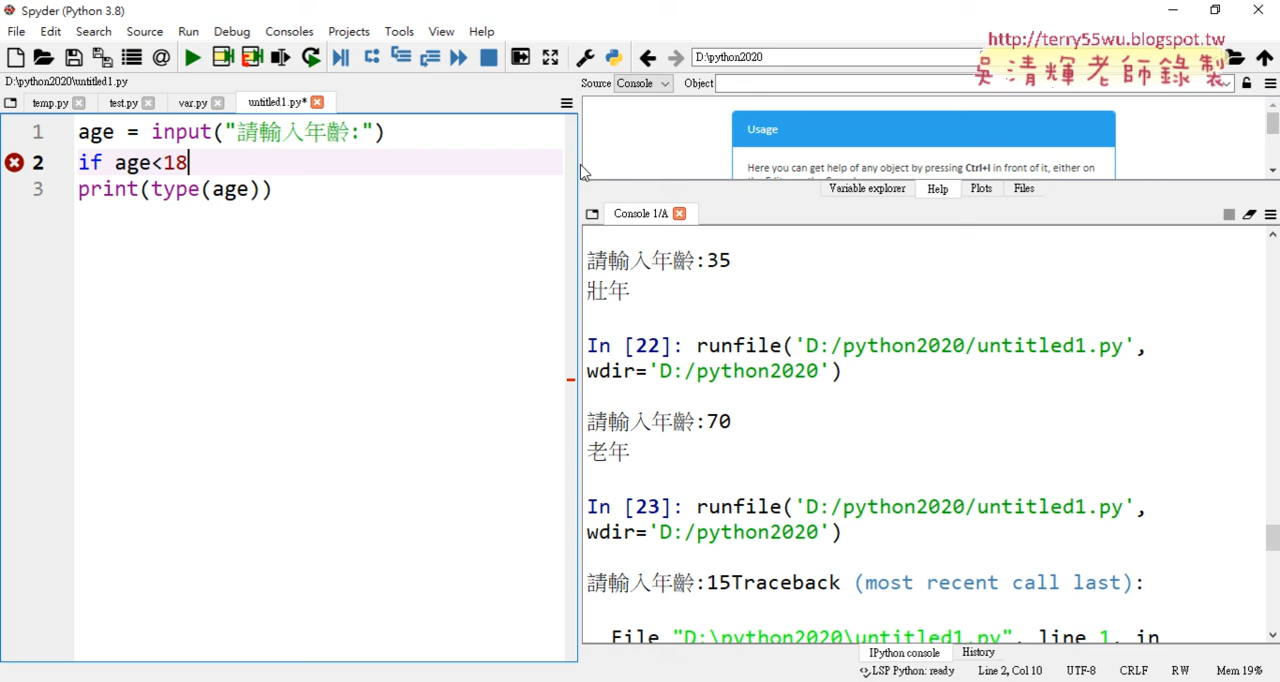 Spyder (Python 3.8)
File Edit Search Source Run Debug Consoles Projects Tools View Help
http://terry55wu.blogspot.tw
吳清輝老師錄製
D:\python2020
D:\python2020\untitled1.py
Source Console Object
temp.py test.py var.py untitled1.py*
1 age = input("請輸入年齡:")
2 if age<18
3 print(type(age))
Usage
Here you can get help of any object by pressing Ctrl+I in front of it, either on
Variable explorer Help Plots Files
Console 1/A
請輸入年齡:35
壯年
In [22]: runfile('D:/python2020/untitled1.py',
wdir='D:/python2020')
請輸入年齡:70
老年
In [23]: runfile('D:/python2020/untitled1.py',
wdir='D:/python2020')
請輸入年齡:15Traceback (most recent call last):
File "D:\python2020\untitled1.py", line 1, in
IPython console History
LSP Python: ready Line 2, Col 10 UTF-8 CRLF RW Mem 19%